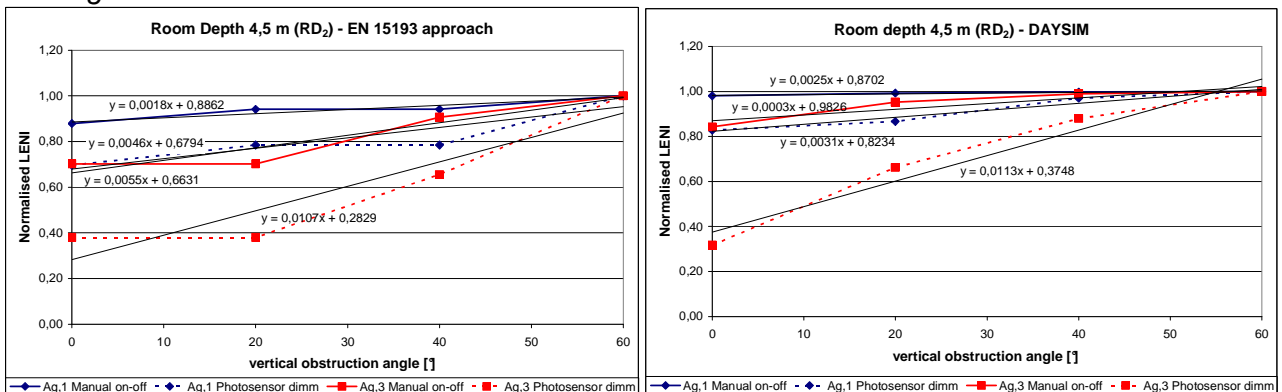 Room Depth 4,5 m (RD2) - EN 15193 approach
Normalised LENI
1,20
1,00
0,80
0,60
0,40
0,20
0,00
y = 0,0018x + 0,8862
y = 0,0046x + 0,6794
y = 0,0055x + 0,6631
y = 0,0107x + 0,2829
0 10 20 30 40 50 60
vertical obstruction angle [°]
Ag,1 Manual on-off Ag,1 Photosensor dimm Ag,3 Manual on-off Ag,3 Photosensor dimm
Room depth 4,5 m (RD2) - DAYSIM
Normalised LENI
1,20
1,00
0,80
0,60
0,40
0,20
0,00
y = 0,0025x + 0,8702
y = 0,0003x + 0,9826
y = 0,0031x + 0,8234
y = 0,0113x + 0,3748
0 10 20 30 40 50 60
vertical obstruction angle [°]
Ag,1 Manual on-off Ag,1 Photosensor dimm Ag,3 Manual on-off Ag,3 Photosensor dimm